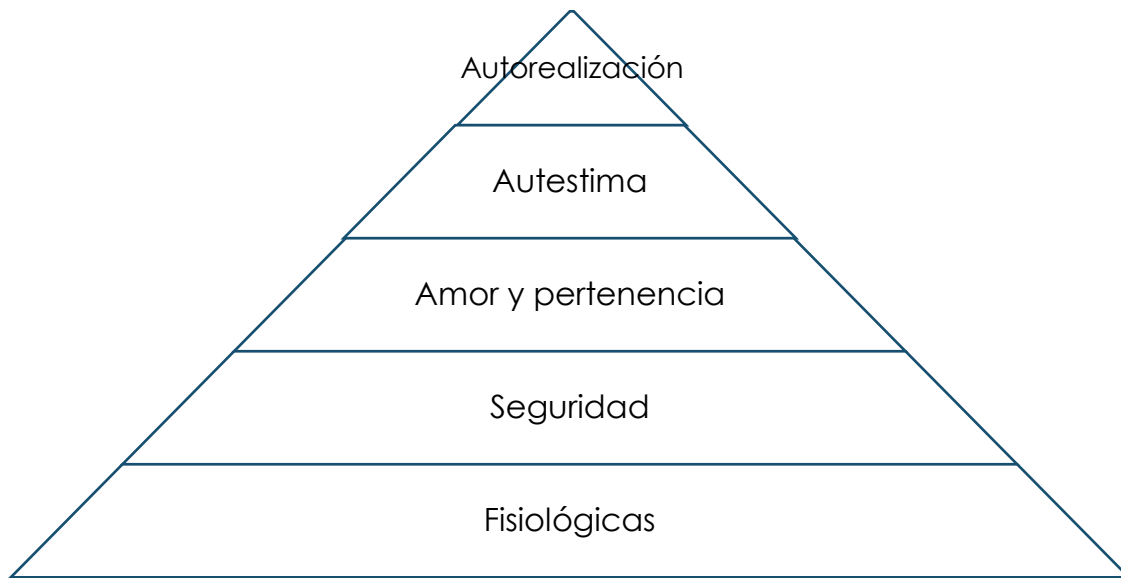 Autorealización
Autestima
Amor y pertenencia
Seguridad
Fisiológicas